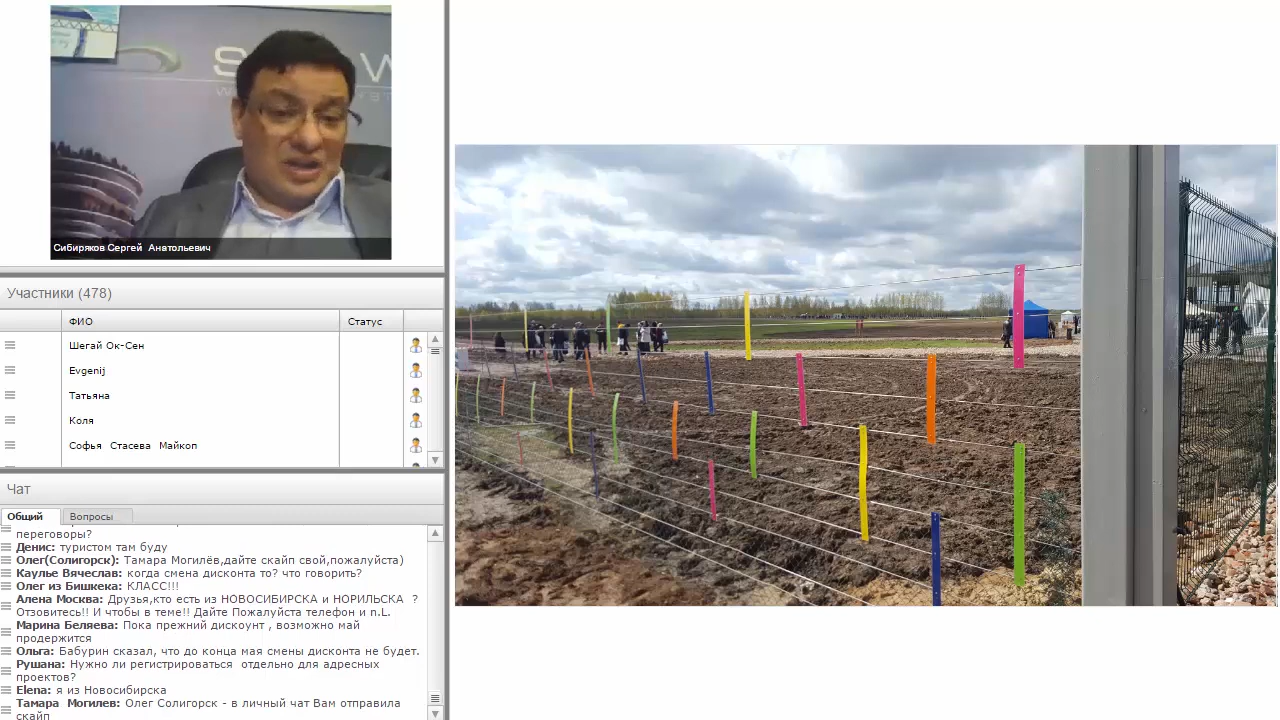 S W
Сибиряков Сергей Анатольевич
Участники (478)
ФИО
Статус
Шегай Ок-Сен
Evgenij
Татьяна
Коля
Софья Стасева Майкоп
Чат
Общий
Вопросы
переговоры?
Денис: туристом там буду
Олег(Солигорск): Тамара Могилёв,дайте скайп свой,пожалуйста)
Каулье Вячеслав: когда смена дисконта то? что говорить?
Олег из Бишкека: КЛАСС!!!
Алена Москва: Друзья,кто есть из НОВОСИБИРСКА и НОРИЛЬСКА ?
Отзовитесь!! И чтобы в теме!! Дайте Пожалуйста телефон и n.L.
Марина Беляева: Пока прежний дискоунт , возможно май
продержится
Ольга: Бабурин сказал, что до конца мая смены дисконта не будет.
Рушана: Нужно ли регистрироваться отдельно для адресных
проектов?
Elena: я из Новосибирска
Тамара Могилев: Олег Солигорск - в личный чат Вам отправила
скайп